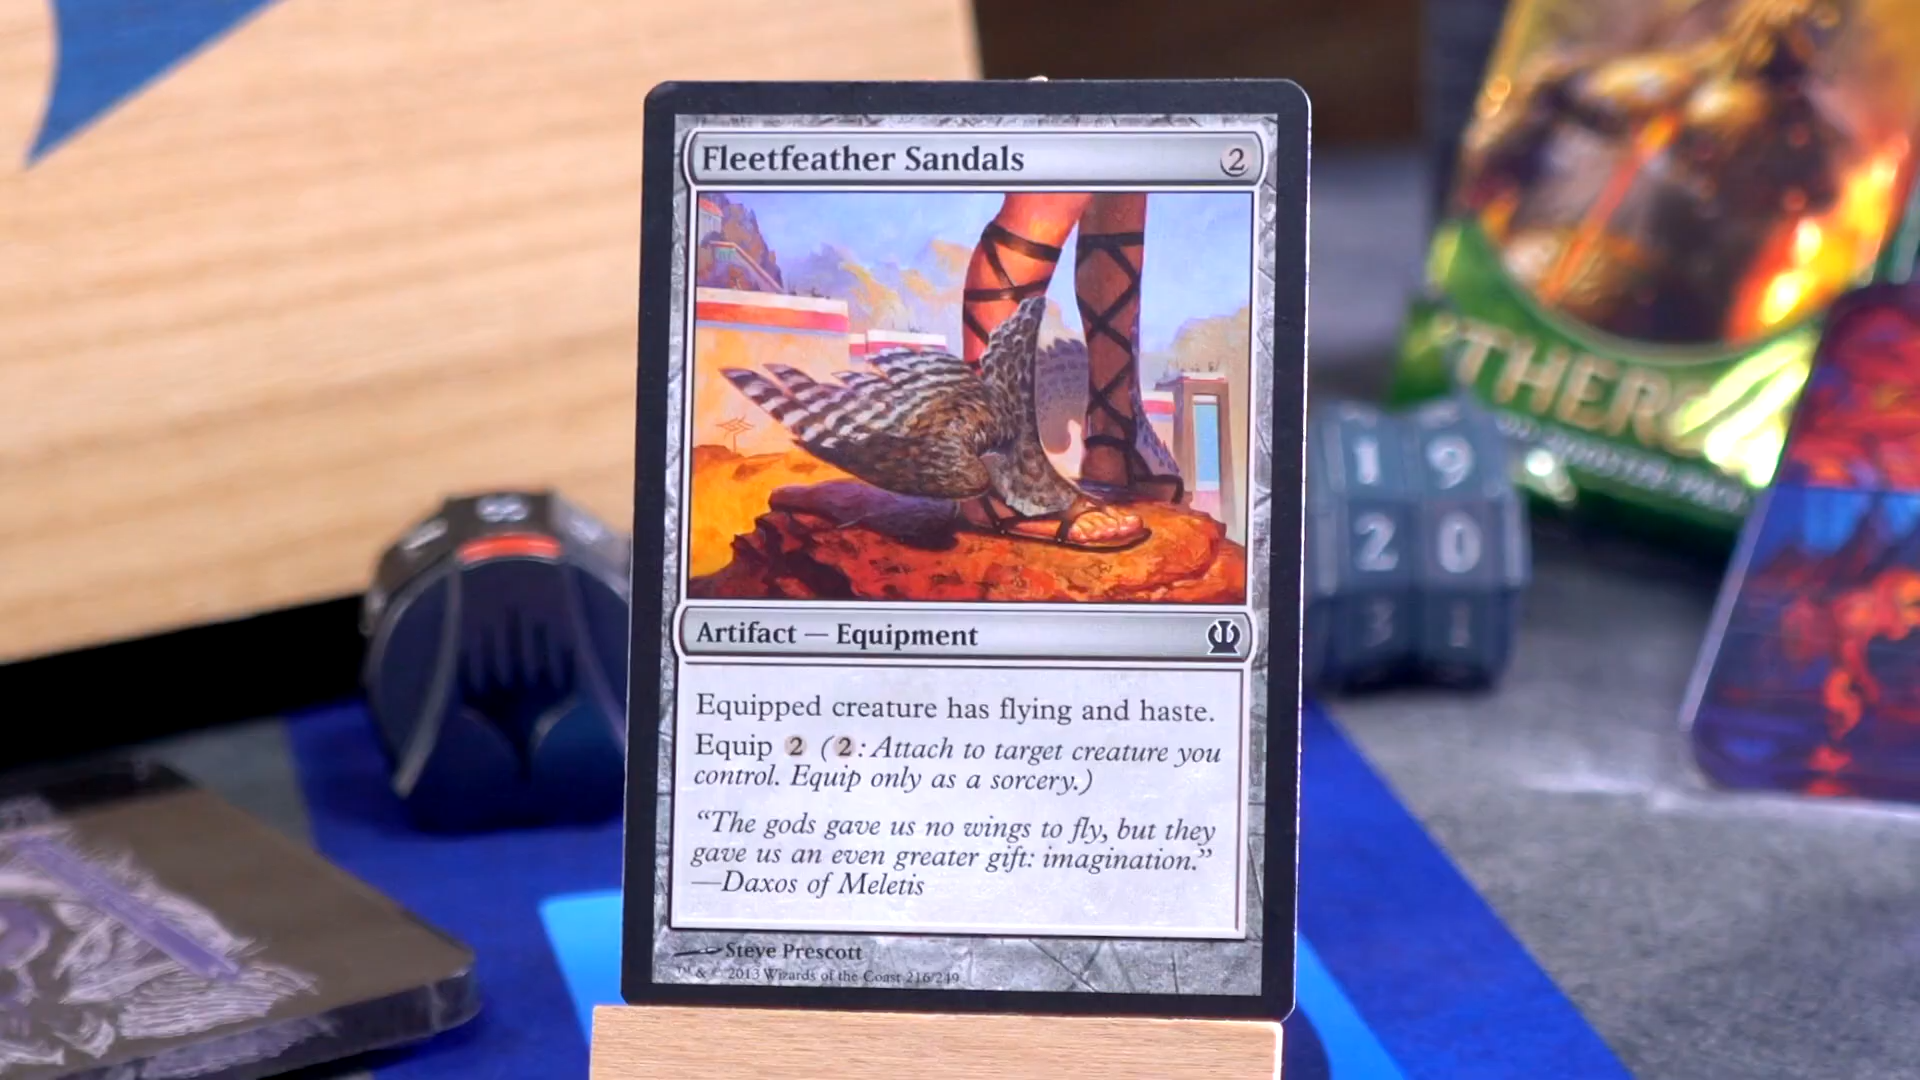 Fleetfeather Sandals 2
Artifact — Equipment
Equipped creature has flying and haste.
Equip 2 (2: Attach to target creature you
control. Equip only as a sorcery.)
“The gods gave us no wings to fly, but they
gave us an even greater gift: imagination.”
—Daxos of Meletis
Steve Prescott
™ & © 2013 Wizards of the Coast 216/249
1 9
2 0
3 1